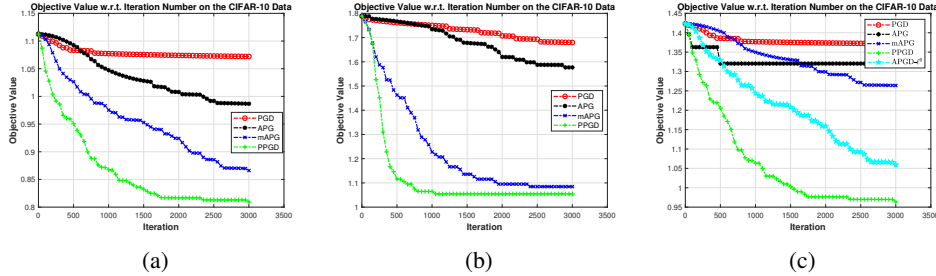 Objective Value w.r.t. Iteration Number on the CIFAR-10 Data
Objective Value
1.15
1.1
1.05
1
0.95
0.9
0.85
0.8
PGD
APG
mAPG
PPGD
0 500 1000 1500 2000 2500 3000 3500
Iteration
(a)
Objective Value w.r.t. Iteration Number on the CIFAR-10 Data
Objective Value
1.8
1.7
1.6
1.5
1.4
1.3
1.2
1.1
1
PGD
APG
mAPG
PPGD
0 500 1000 1500 2000 2500 3000 3500
Iteration
(b)
Objective Value w.r.t. Iteration Number on the CIFAR-10 Data
Objective Value
1.45
1.4
1.35
1.3
1.25
1.2
1.15
1.1
1.05
1
0.95
PGD
APG
mAPG
PPGD
APGD-ℓ⁰
0 500 1000 1500 2000 2500 3000 3500
Iteration
(c)